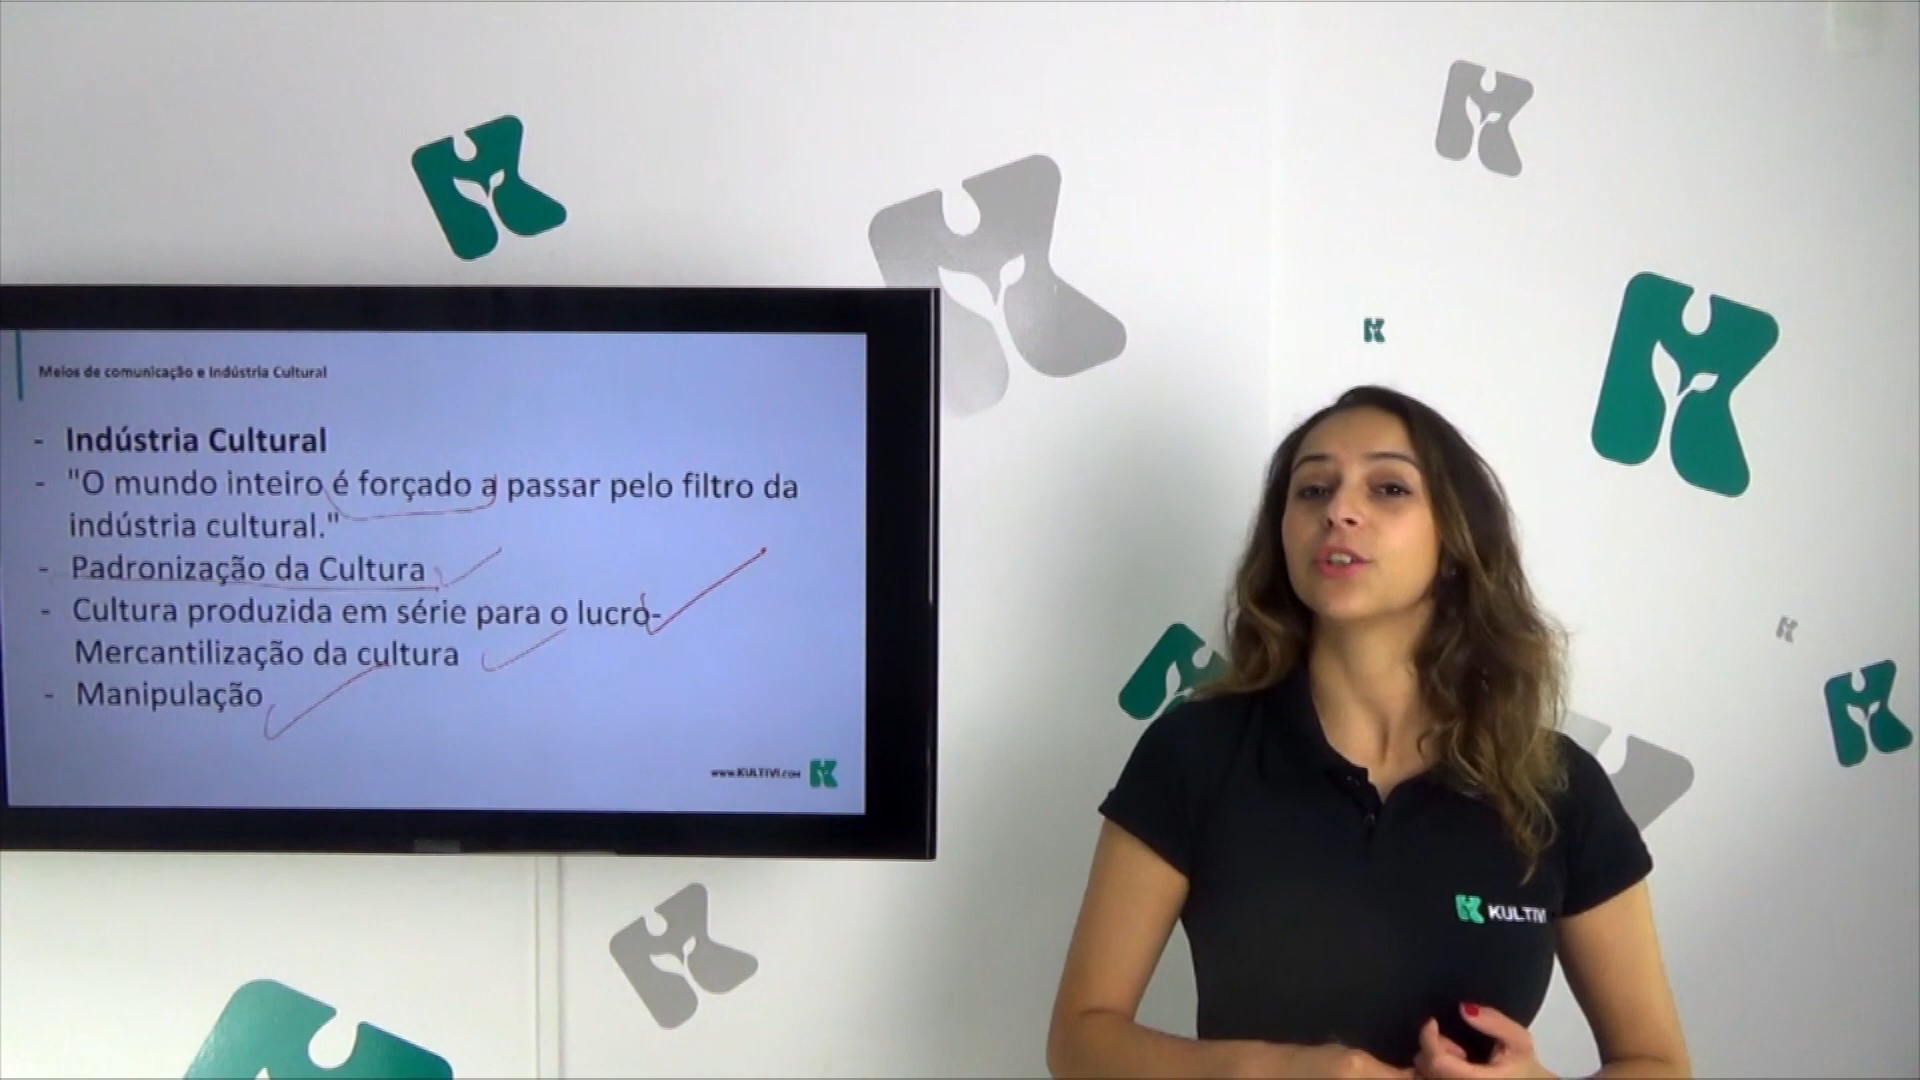 Meios de comunicação e Indústria Cultural
- Indústria Cultural
- "O mundo inteiro é forçado a passar pelo filtro da
indústria cultural."
- Padronização da Cultura
- Cultura produzida em série para o lucro-
Mercantilização da cultura
- Manipulação
www.KULTIVI.COM
KULTIVI